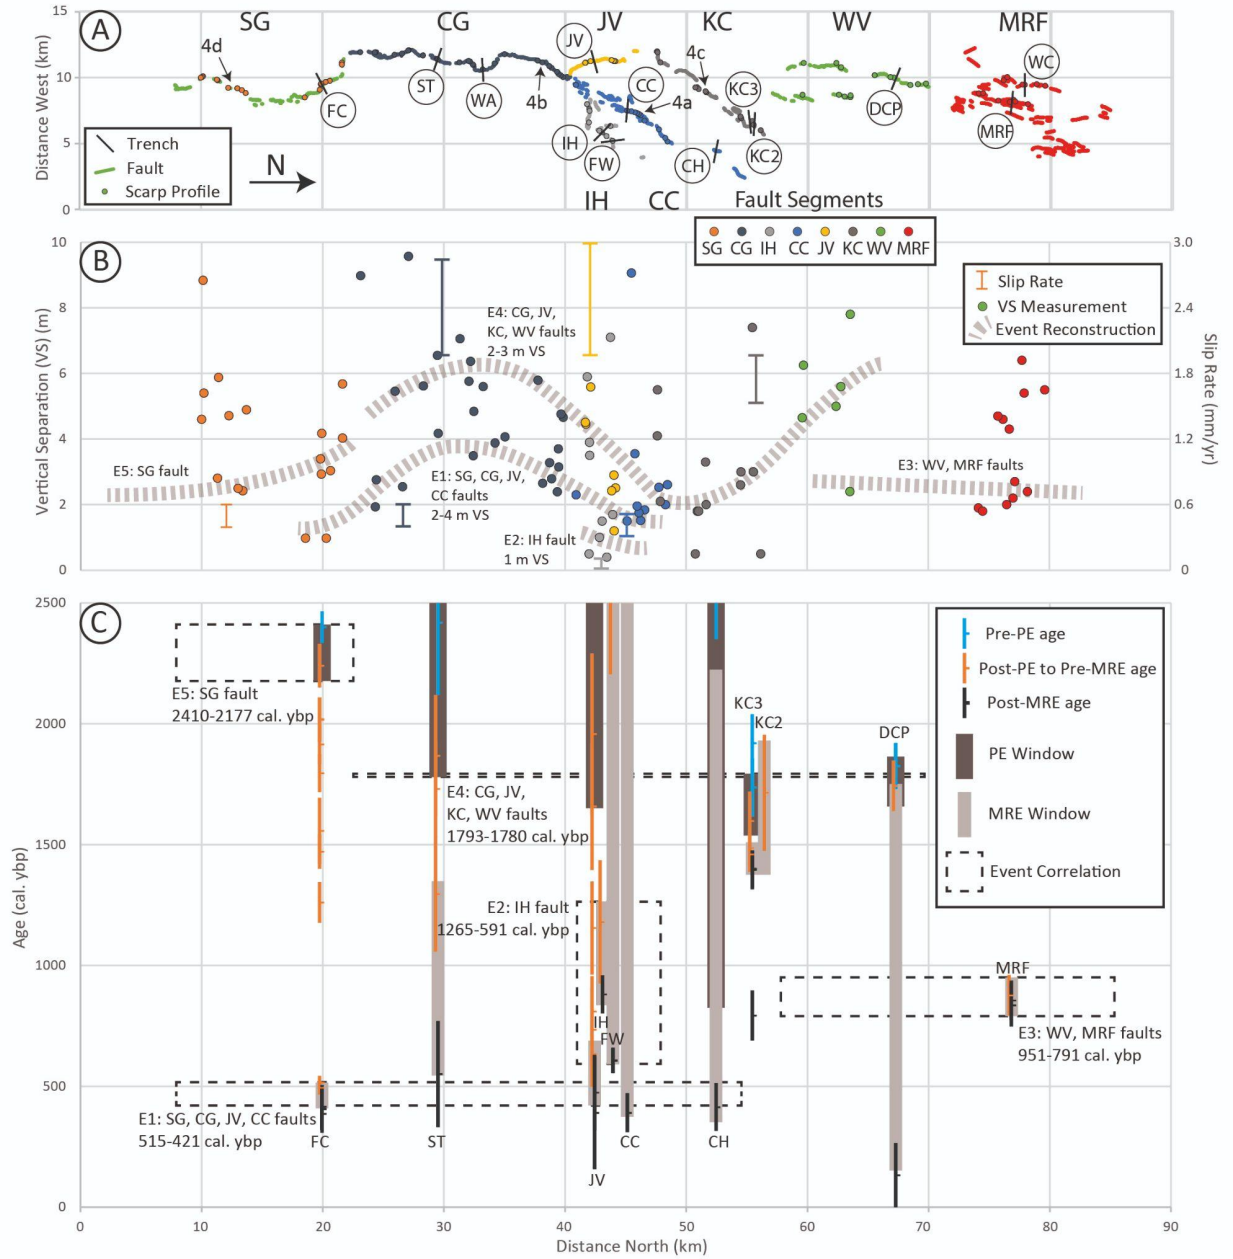 A
SG
CG
JV
KC
WV
MRF
15
10
5
0
Distance West (km)
4d
FC
ST
WA
4b
JV
CC
4a
IH
FW
4c
KC3
CH
KC2
DCP
WC
MRF
Trench
Fault
Scarp Profile
N
IH
CC
Fault Segments
SG CG IH CC JV KC WV MRF
B
10
8
6
4
2
0
Vertical Separation (VS) (m)
3.0
2.4
1.8
1.2
0.6
0
Slip Rate (mm/yr)
Slip Rate
VS Measurement
Event Reconstruction
E4: CG, JV,
KC, WV faults
2-3 m VS
E5: SG fault
E1: SG, CG, JV,
CC faults
2-4 m VS
E3: WV, MRF faults
E2: IH fault
1 m VS
C
2500
2000
1500
1000
500
0
Age (cal. ybp)
Pre-PE age
Post-PE to Pre-MRE age
Post-MRE age
PE Window
MRE Window
Event Correlation
E5: SG fault
2410-2177 cal. ybp
KC3
KC2
DCP
E4: CG, JV,
KC, WV faults
1793-1780 cal. ybp
E2: IH fault
1265-591 cal. ybp
MRF
IH
FW
E3: WV, MRF faults
951-791 cal. ybp
E1: SG, CG, JV, CC faults
515-421 cal. ybp
FC
ST
JV
CC
CH
0 10 20 30 40 50 60 70 80 90
Distance North (km)